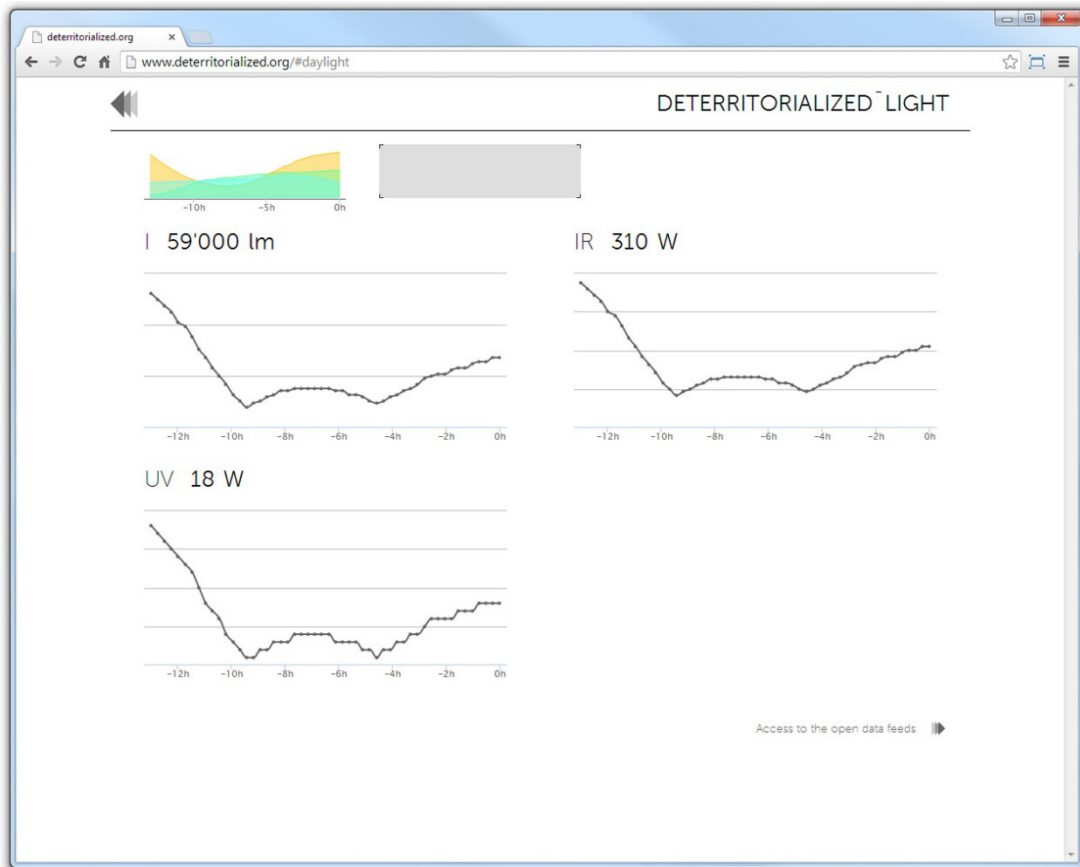 deterritorialized.org
www.deterritorialized.org/#daylight
DETERRITORIALIZED¯LIGHT
-10h -5h 0h
I 59'000 lm
IR 310 W
-12h -10h -8h -6h -4h -2h 0h
-12h -10h -8h -6h -4h -2h 0h
UV 18 W
-12h -10h -8h -6h -4h -2h 0h
Access to the open data feeds